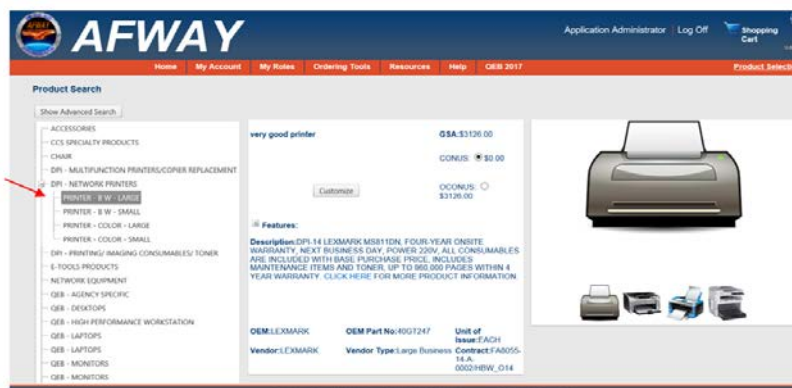 AFWAY
Application Administrator | Log Off
Shopping Cart
Home My Account My Roles Ordering Tools Resources Help QEB 2017
Product Selecti
Product Search
Show Advanced Search
ACCESSORIES
CCS SPECIALTY PRODUCTS
CHAIR
DPI - MULTIFUNCTION PRINTERS/COPIER REPLACEMENT
DPI - NETWORK PRINTERS
PRINTER - B W - LARGE
PRINTER - B W - SMALL
PRINTER - COLOR - LARGE
PRINTER - COLOR - SMALL
DPI - PRINTING/ IMAGING CONSUMABLES/ TONER
E-TOOLS PRODUCTS
NETWORK EQUIPMENT
QEB - AGENCY SPECIFIC
QEB - DESKTOPS
QEB - HIGH PERFORMANCE WORKSTATION
QEB - LAPTOPS
QEB - LAPTOPS
QEB - MONITORS
QEB - MONITORS
very good printer
GSA:$3126.00
CONUS: $0.00
Customize
OCONUS:
$3126.00
Features:
Description:DPI-14 LEXMARK MS811DN, FOUR-YEAR ONSITE
WARRANTY, NEXT BUSINESS DAY, POWER 220V, ALL CONSUMABLES
ARE INCLUDED WITH BASE PURCHASE PRICE, INCLUDES
MAINTENANCE ITEMS AND TONER, UP TO 960,000 PAGES WITHIN 4
YEAR WARRANTY. CLICK HERE FOR MORE PRODUCT INFORMATION.
OEM:LEXMARK OEM Part No:40GT247 Unit of
Issue:EACH
Vendor:LEXMARK Vendor Type:Large Business Contract:FA8055-
14-A-
0002/HBW_O14